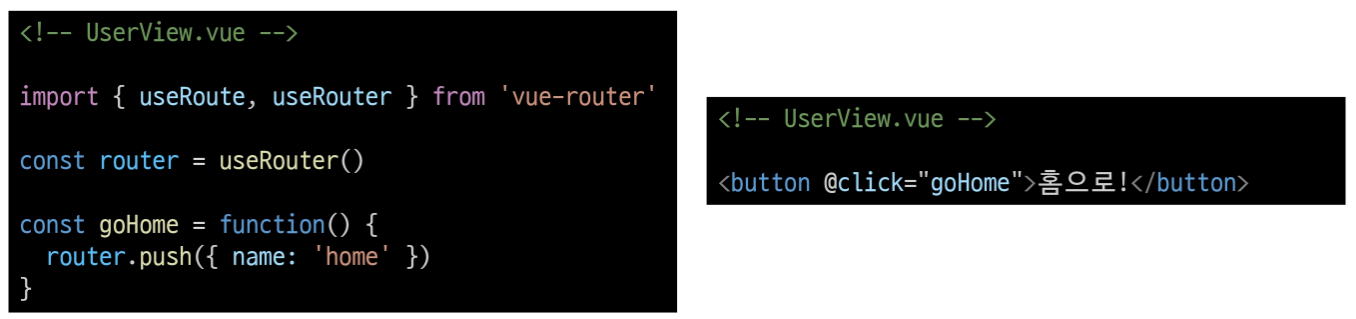 <!-- UserView.vue -->
import { useRoute, useRouter } from 'vue-router'
const router = useRouter()
const goHome = function() {
  router.push({ name: 'home' })
}
<!-- UserView.vue -->
<button @click="goHome">홈으로!</button>